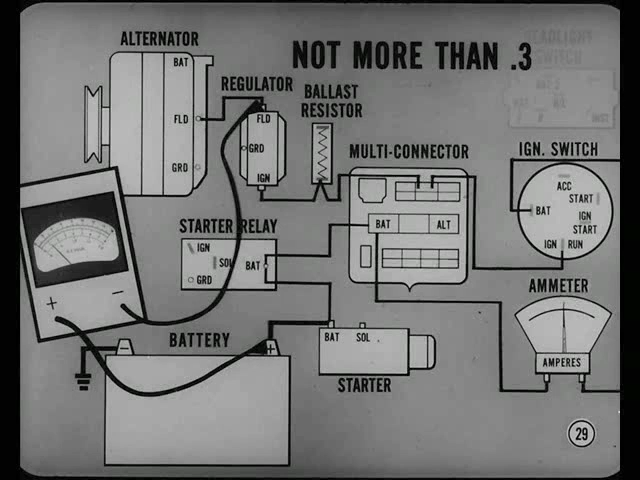 NOT MORE THAN .3
HEADLIGHT
SWITCH
ALTERNATOR
BAT
FLD
GRD
REGULATOR
FLD
GRD
IGN
BALLAST
RESISTOR
MULTI-CONNECTOR
BAT
ALT
IGN. SWITCH
ACC
START
BAT
IGN
START
IGN
RUN
STARTER RELAY
IGN
SOL
BAT
GRD
AMMETER
AMPERES
+
−
BATTERY
−
+
BAT
SOL
STARTER
29